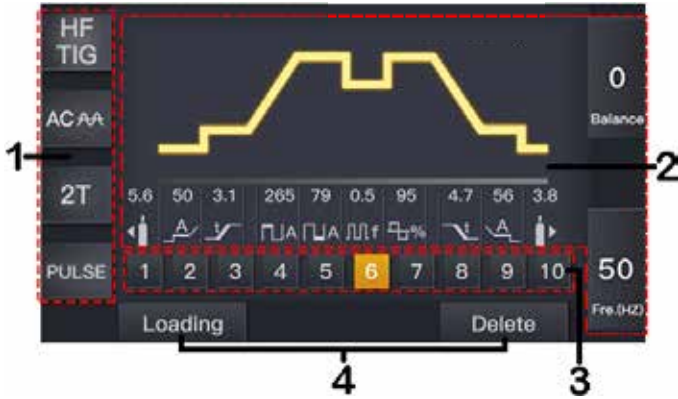 HF
TIG
AC
2T
PULSE
0
Balance
5.6 50 3.1 265 79 0.5 95 4.7 56 3.8
A t A A f % t A
1 2 3 4 5 6 7 8 9 10
50
Fre.(HZ)
Loading Delete
1
2
3
4